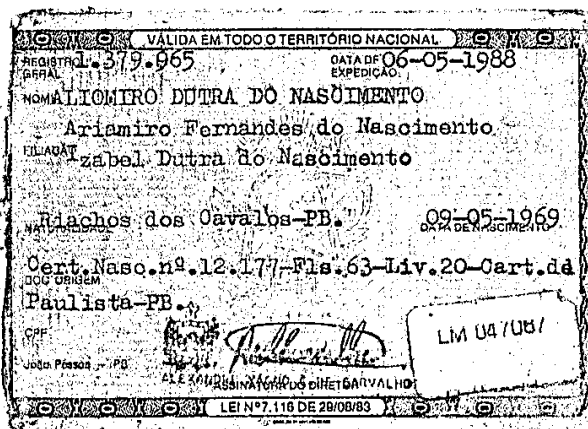 VÁLIDA EM TODO O TERRITÓRIO NACIONAL
REGISTRO GERAL 1.379.965 DATA DE EXPEDIÇÃO 06-05-1988
NOME ALIOMIRO DUTRA DO NASCIMENTO
Ariamiro Fernandes do Nascimento
FILIAÇÃO Izabel Dutra do Nascimento
Riachos dos Cavalos-PB. 09-05-1969
NATURALIDADE DATA DE NASCIMENTO
Cert.Nasc.nº.12.177-Fls.63-Liv.20-Cart.de
DOC ORIGEM
Paulista-PB.
CPF
João Pessoa - PB
ASSINATURA DO DIRETOR
LEI Nº 7.116 DE 29/08/83